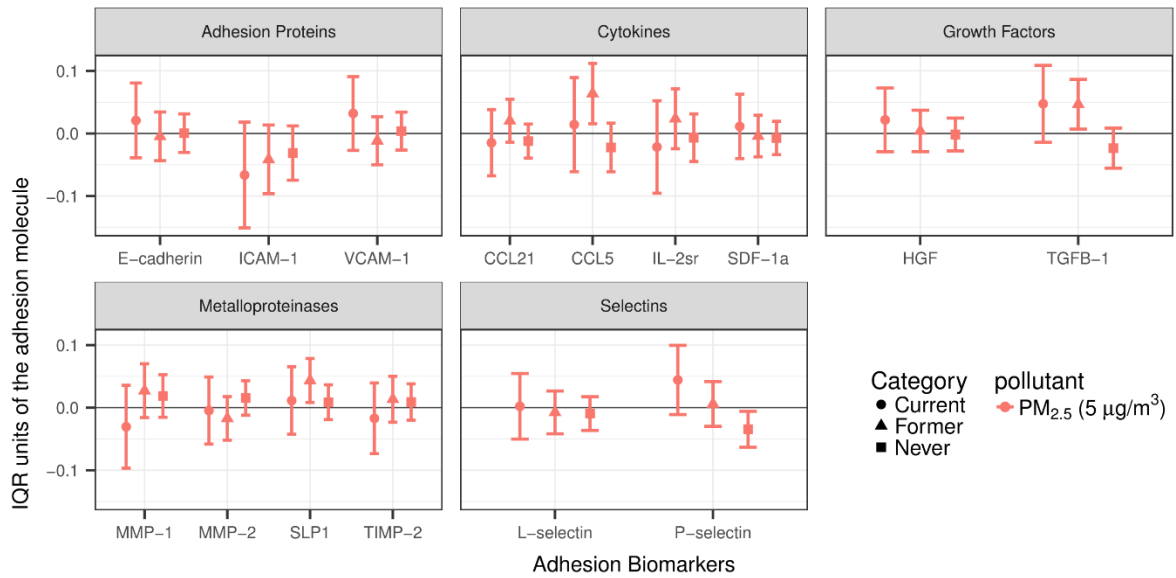 Adhesion Proteins
Cytokines
Growth Factors
0.1
0.0
−0.1
E−cadherin ICAM−1 VCAM−1
CCL21 CCL5 IL−2sr SDF−1a
HGF TGFB−1
IQR units of the adhesion molecule
Metalloproteinases
Selectins
0.1
0.0
−0.1
MMP−1 MMP−2 SLP1 TIMP−2
L−selectin P−selectin
Category
Current
Former
Never
pollutant
PM2.5 (5 μg/m³)
Adhesion Biomarkers